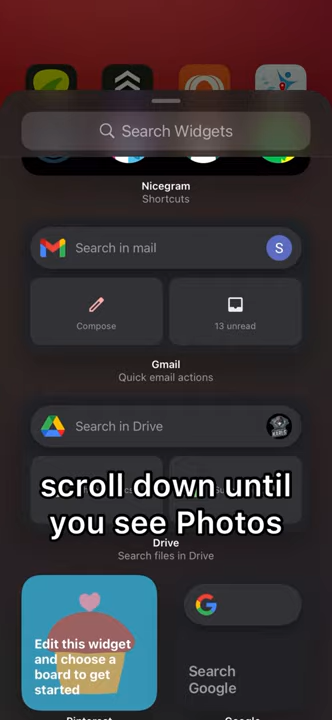 Search Widgets
Nicegram
Shortcuts
Search in mail
S
Compose
13 unread
Gmail
Quick email actions
Search in Drive
scroll down until
you see Photos
Drive
Search files in Drive
Edit this widget
and choose a
board to get
started
Search
Google
Pinterest
Google